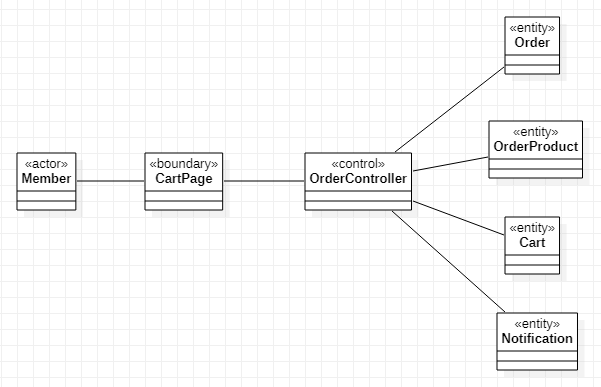 «entity»
Order
«entity»
OrderProduct
«actor»
Member
«boundary»
CartPage
«control»
OrderController
«entity»
Cart
«entity»
Notification